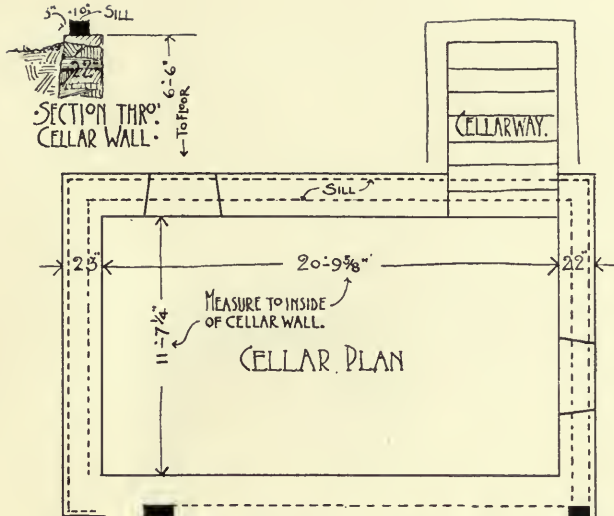 5" 10" SILL
22"
6'-6"
TO FLOOR
·SECTION THRO'
CELLAR WALL·
CELLARWAY.
SILL
23"
20'-9⅝"
22"
MEASURE TO INSIDE
OF CELLAR WALL.
11'-7¼"
CELLAR PLAN